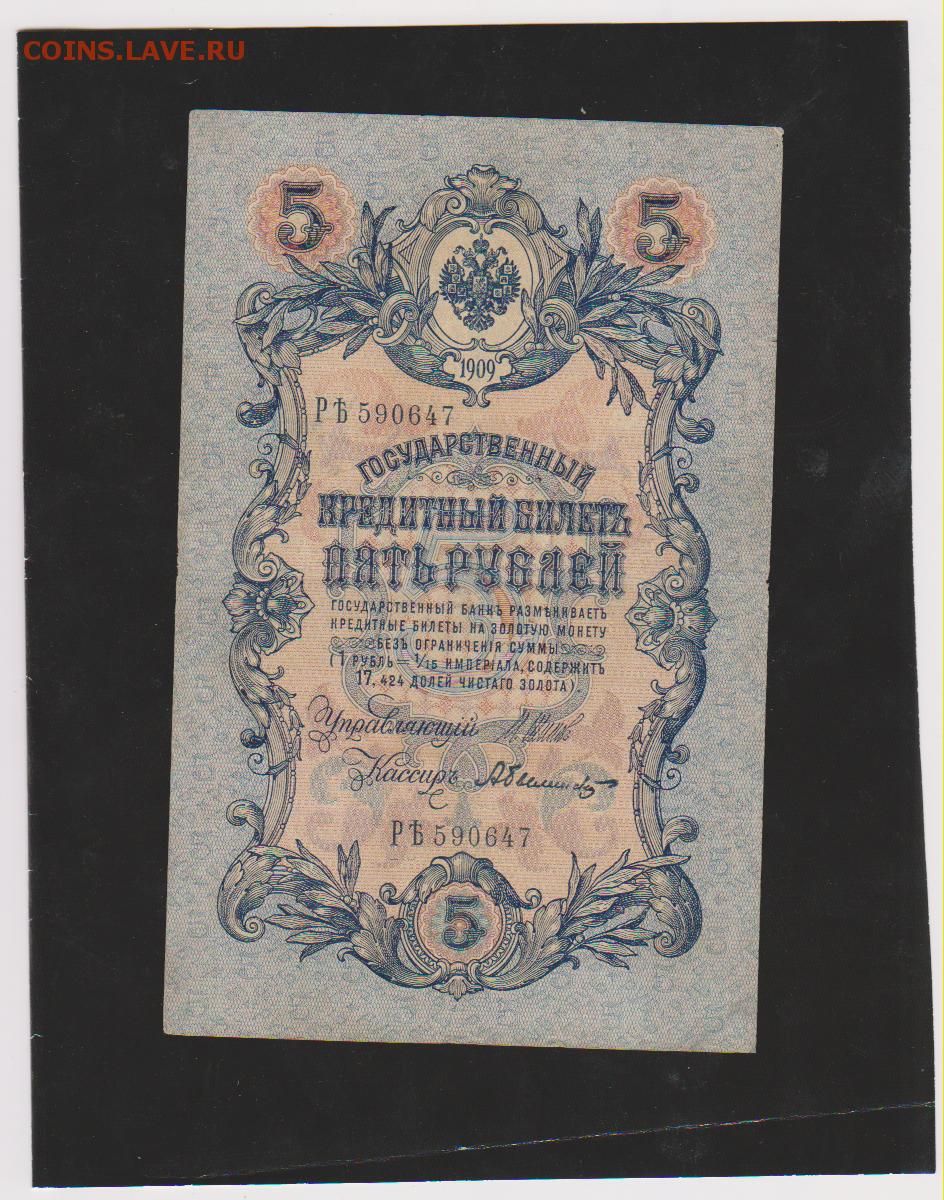 COINS.LAVE.RU
5 5
1909
РѢ 590647
ГОСУДАРСТВЕННЫЙ
КРЕДИТНЫЙ БИЛЕТЪ
ПЯТЬ РУБЛЕЙ
ГОСУДАРСТВЕННЫЙ БАНКЪ РАЗМѢНИВАЕТЪ
КРЕДИТНЫЕ БИЛЕТЫ НА ЗОЛОТУЮ МОНЕТУ
БЕЗЪ ОГРАНИЧЕНІЯ СУММЫ
(1 РУБЛЬ = 1/15 ИМПЕРІАЛА, СОДЕРЖИТЪ
17,424 ДОЛЕЙ ЧИСТАГО ЗОЛОТА).
Управляющій
Кассиръ
РѢ 590647
5